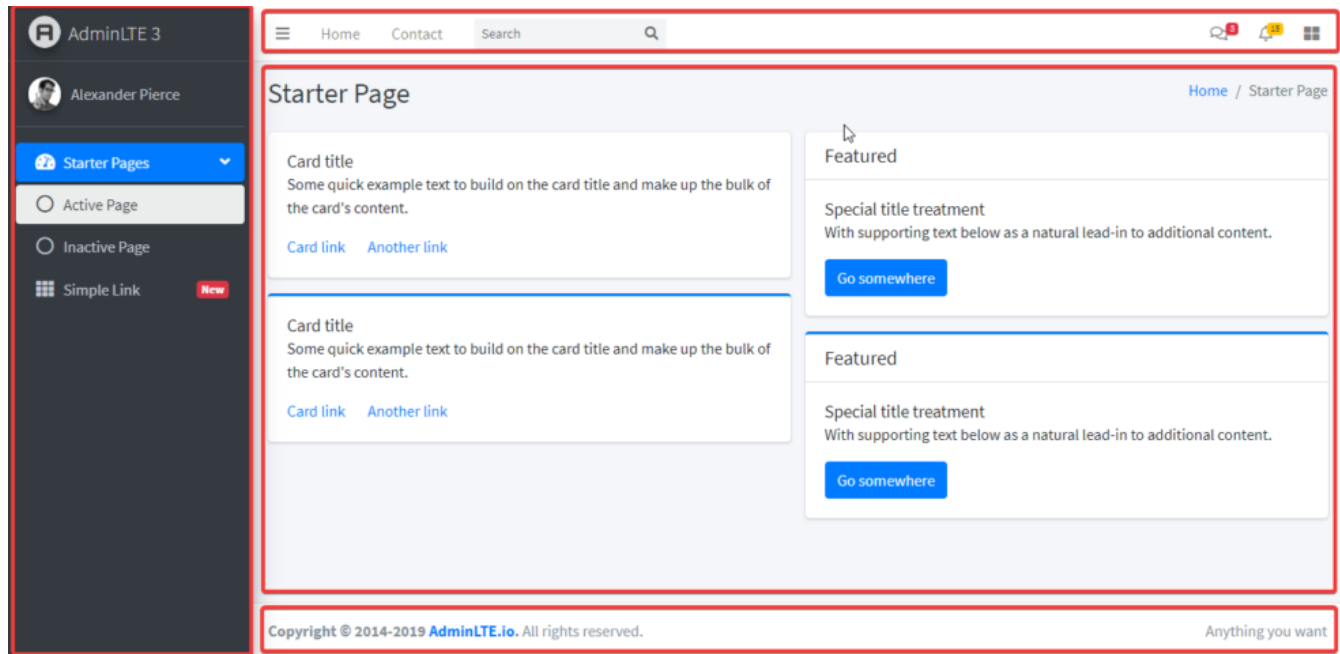 AdminLTE 3
Alexander Pierce
Starter Pages
Active Page
Inactive Page
Simple Link New
Home Contact Search
3 15
Starter Page
Home / Starter Page
Card title
Some quick example text to build on the card title and make up the bulk of
the card's content.
Card link Another link
Card title
Some quick example text to build on the card title and make up the bulk of
the card's content.
Card link Another link
Featured
Special title treatment
With supporting text below as a natural lead-in to additional content.
Go somewhere
Featured
Special title treatment
With supporting text below as a natural lead-in to additional content.
Go somewhere
Copyright © 2014-2019 AdminLTE.io. All rights reserved.
Anything you want